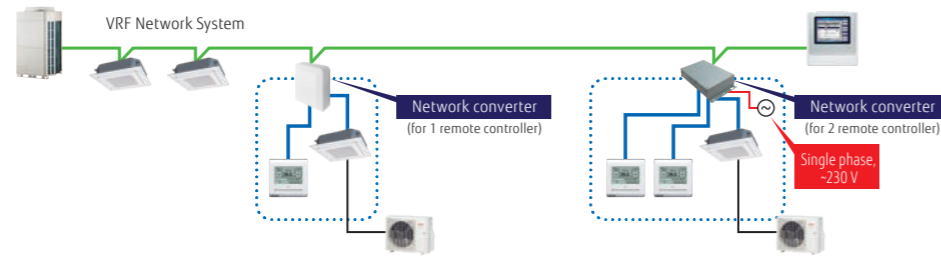 VRF Network System
Network converter
(for 1 remote controller)
Network converter
(for 2 remote controller)
Single phase,
~230 V